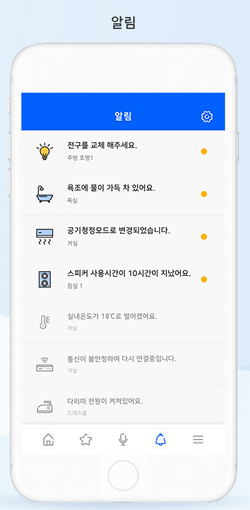 알림
알림
전구를 교체 해주세요.
주방 조명1
욕조에 물이 가득 차 있어요.
욕실
공기청정모드로 변경되었습니다.
거실
스피커 사용시간이 10시간이 지났어요.
침실 1
실내온도가 18℃로 떨어졌어요.
거실
통신이 불안정하여 다시 연결중입니다.
거실
다리미 전원이 켜져있어요.
드레스룸